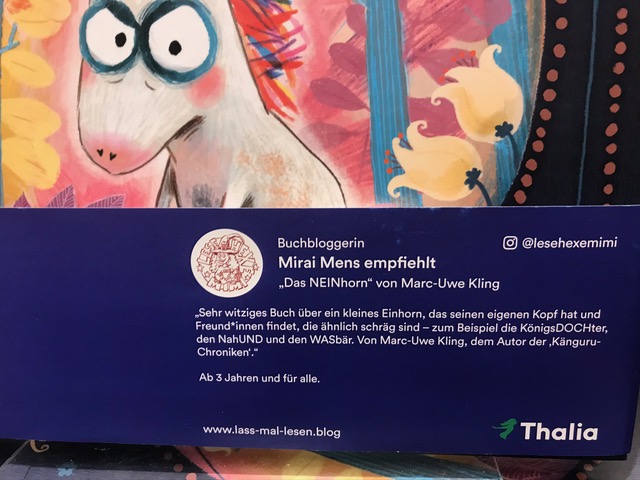 Buchbloggerin
@lesehexemimi
Mirai Mens empfiehlt
„Das NEINhorn“ von Marc-Uwe Kling
„Sehr witziges Buch über ein kleines Einhorn, das seinen eigenen Kopf hat und
Freund*innen findet, die ähnlich schräg sind – zum Beispiel die KönigsDOCHter,
den NahUND und den WASbär. Von Marc-Uwe Kling, dem Autor der ‚Känguru-
Chroniken‘.“
Ab 3 Jahren und für alle.
www.lass-mal-lesen.blog
Thalia